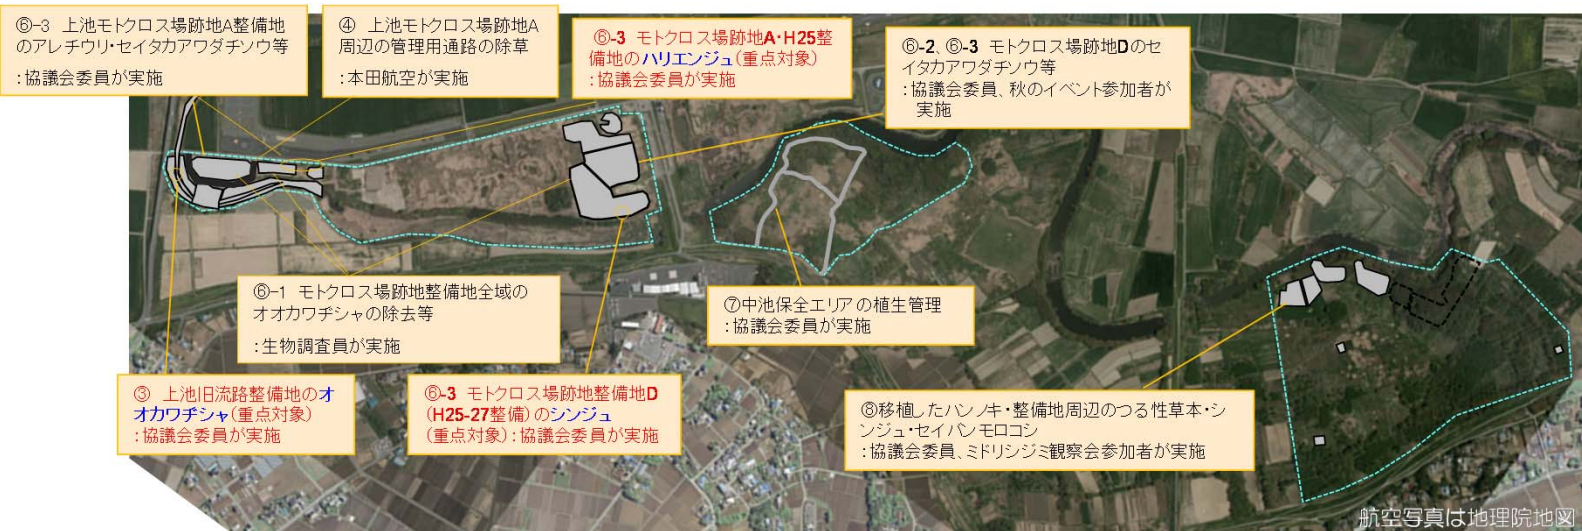 ⑥-3 上池モトクロス場跡地A整備地
のアレチウリ・セイタカアワダチソウ等
:協議会委員が実施
④ 上池モトクロス場跡地A
周辺の管理用通路の除草
:本田航空が実施
⑥-3 モトクロス場跡地A・H25整
備地のハリエンジュ(重点対象)
:協議会委員が実施
⑥-2、⑥-3 モトクロス場跡地Dのセ
イタカアワダチソウ等
:協議会委員、秋のイベント参加者が
実施
⑥-1 モトクロス場跡地整備地全域の
オオカワヂシャの除去等
:生物調査員が実施
⑦中池保全エリアの植生管理
:協議会委員が実施
③ 上池旧流路整備地のオ
オカワヂシャ(重点対象)
:協議会委員が実施
⑥-3 モトクロス場跡地整備地D
(H25-27整備)のシンジュ
(重点対象):協議会委員が実施
⑧移植したハンノキ・整備地周辺のつる性草本・シ
ンジュ・セイバンモロコシ
:協議会委員、ミドリシジミ観察会参加者が実施
航空写真は地理院地図